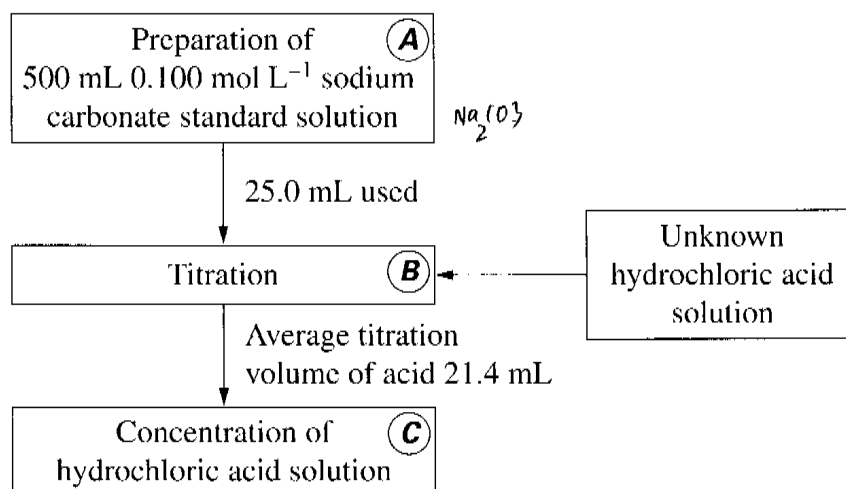 Preparation of
A
500 mL 0.100 mol L⁻¹ sodium
carbonate standard solution
Na₂CO₃
25.0 mL used
Unknown
hydrochloric acid
solution
Titration
B
Average titration
volume of acid 21.4 mL
Concentration of
C
hydrochloric acid solution